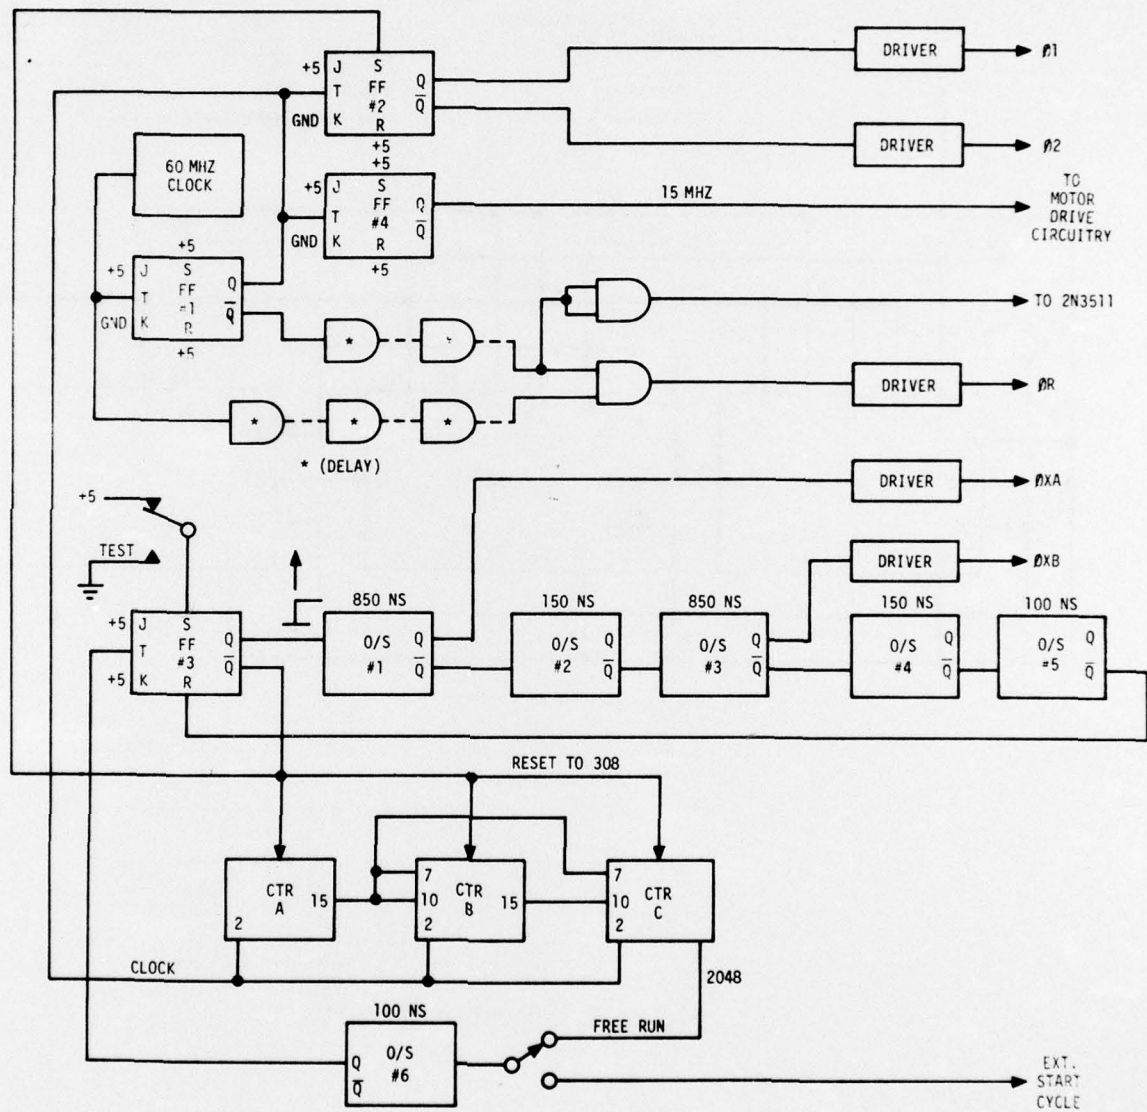 +5 J S Q DRIVER Ø1
T FF
#2 Q̅
GND K R
+5
DRIVER Ø2
60 MHZ
CLOCK
+5
+5 J S Q 15 MHZ TO
MOTOR
DRIVE
CIRCUITRY
T FF
#4 Q̅
GND K R
+5
+5
+5 J S Q
T FF
#1 Q̅
GND K R
+5
TO 2N3511
* *
DRIVER ØR
* * *
* (DELAY)
DRIVER ØXA
+5
TEST
DRIVER ØXB
850 NS 150 NS 850 NS 150 NS 100 NS
+5 J S Q
T FF
#3 Q̅
+5 K R
O/S
#1 Q Q̅
O/S
#2 Q Q̅
O/S
#3 Q Q̅
O/S
#4 Q Q̅
O/S
#5 Q Q̅
RESET TO 308
CTR
A
2 15
7
10
2
CTR
B
15
7
10
2
CTR
C
CLOCK
2048
100 NS
FREE RUN
Q O/S
Q̅ #6
EXT.
START
CYCLE